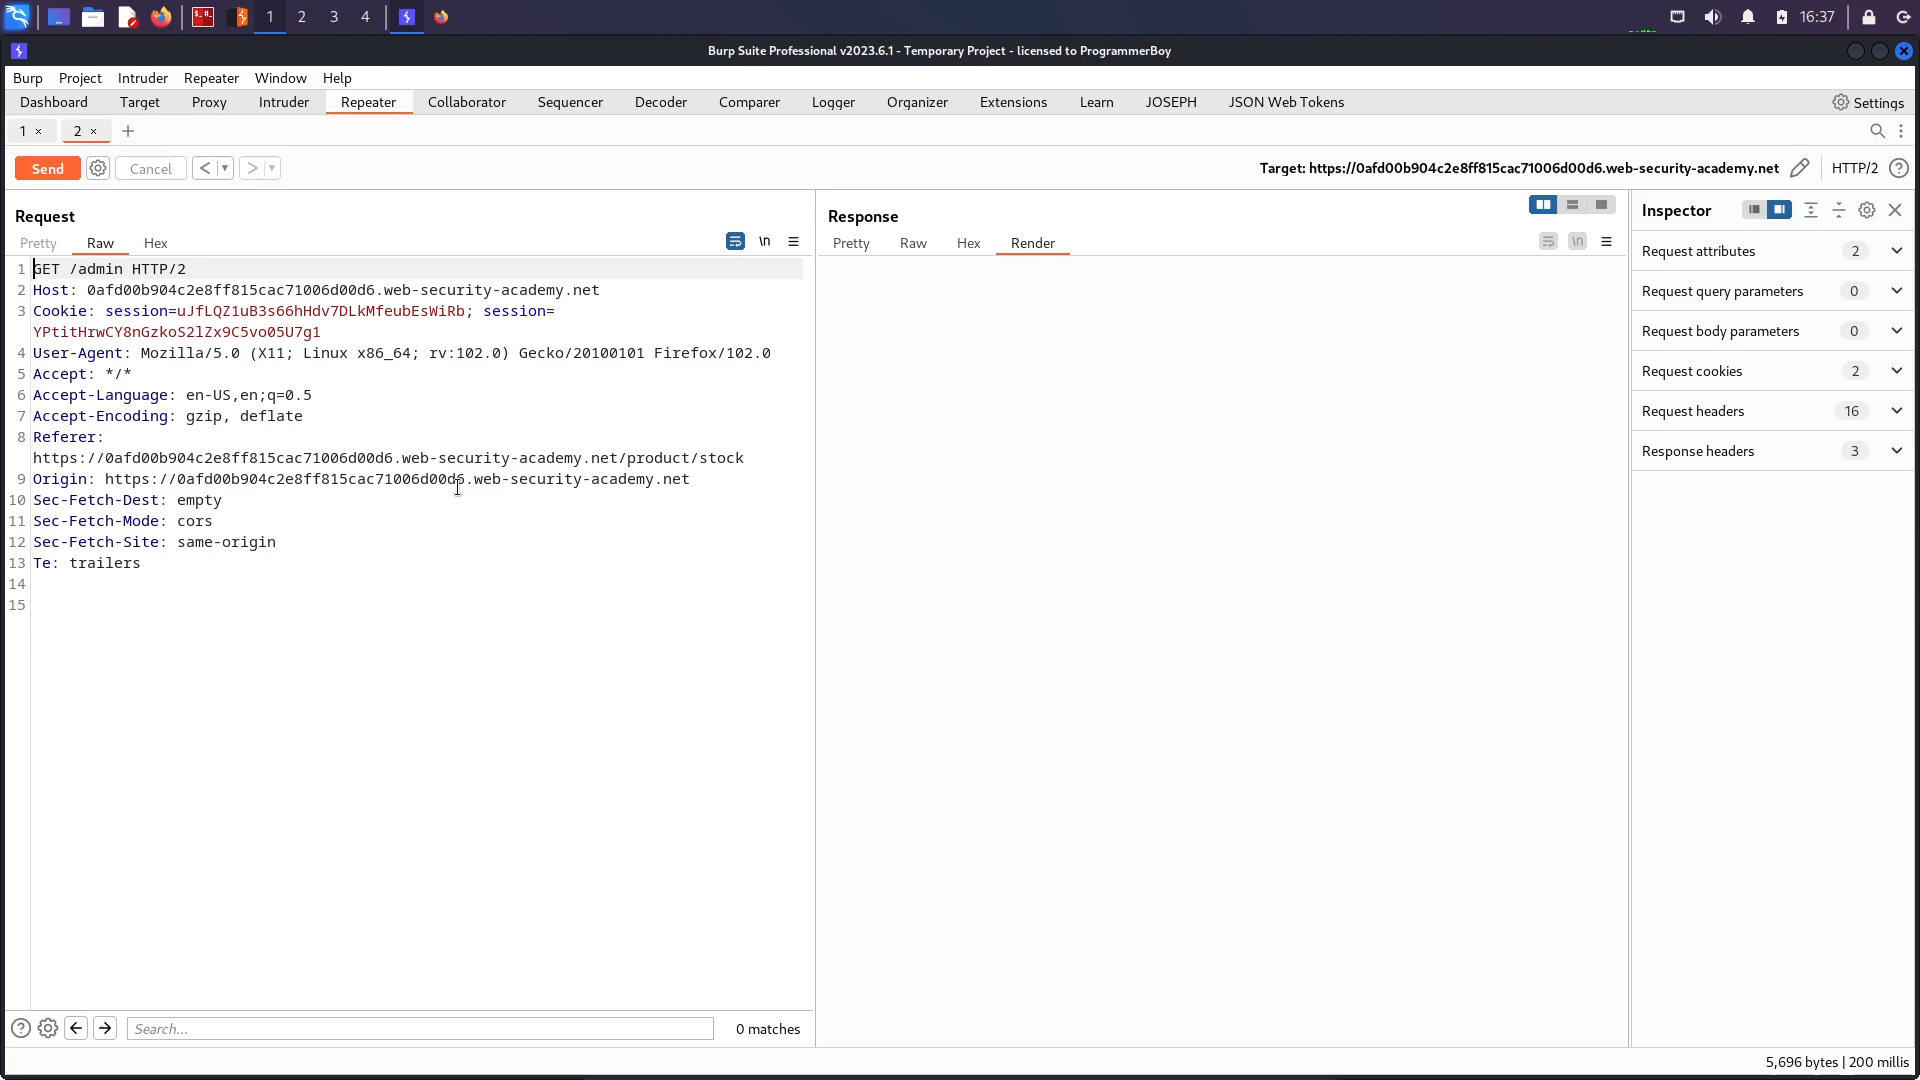 1 2 3 4 16:37
Burp Suite Professional v2023.6.1 - Temporary Project - licensed to ProgrammerBoy
Burp Project Intruder Repeater Window Help
Dashboard Target Proxy Intruder Repeater Collaborator Sequencer Decoder Comparer Logger Organizer Extensions Learn JOSEPH JSON Web Tokens Settings
1 × 2 × +
Send Cancel < > Target: https://0afd00b904c2e8ff815cac71006d00d6.web-security-academy.net HTTP/2 ?
Request
Pretty Raw Hex \n
1 GET /admin HTTP/2
2 Host: 0afd00b904c2e8ff815cac71006d00d6.web-security-academy.net
3 Cookie: session=uJfLQZ1uB3s66hHdv7DLkMfeubEsWiRb; session=
YPtitHrwCY8nGzkoS2lZx9C5vo05U7g1
4 User-Agent: Mozilla/5.0 (X11; Linux x86_64; rv:102.0) Gecko/20100101 Firefox/102.0
5 Accept: */*
6 Accept-Language: en-US,en;q=0.5
7 Accept-Encoding: gzip, deflate
8 Referer:
https://0afd00b904c2e8ff815cac71006d00d6.web-security-academy.net/product/stock
9 Origin: https://0afd00b904c2e8ff815cac71006d00d6.web-security-academy.net
10 Sec-Fetch-Dest: empty
11 Sec-Fetch-Mode: cors
12 Sec-Fetch-Site: same-origin
13 Te: trailers
14
15
Search... 0 matches
Response
Pretty Raw Hex Render \n
Inspector
Request attributes 2
Request query parameters 0
Request body parameters 0
Request cookies 2
Request headers 16
Response headers 3
5,696 bytes | 200 millis